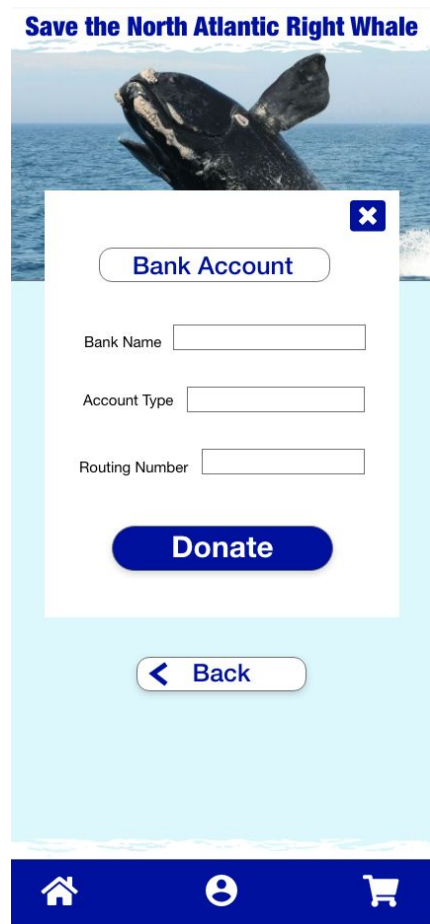 Save the North Atlantic Right Whale
Bank Account
Bank Name
Account Type
Routing Number
Donate
Back